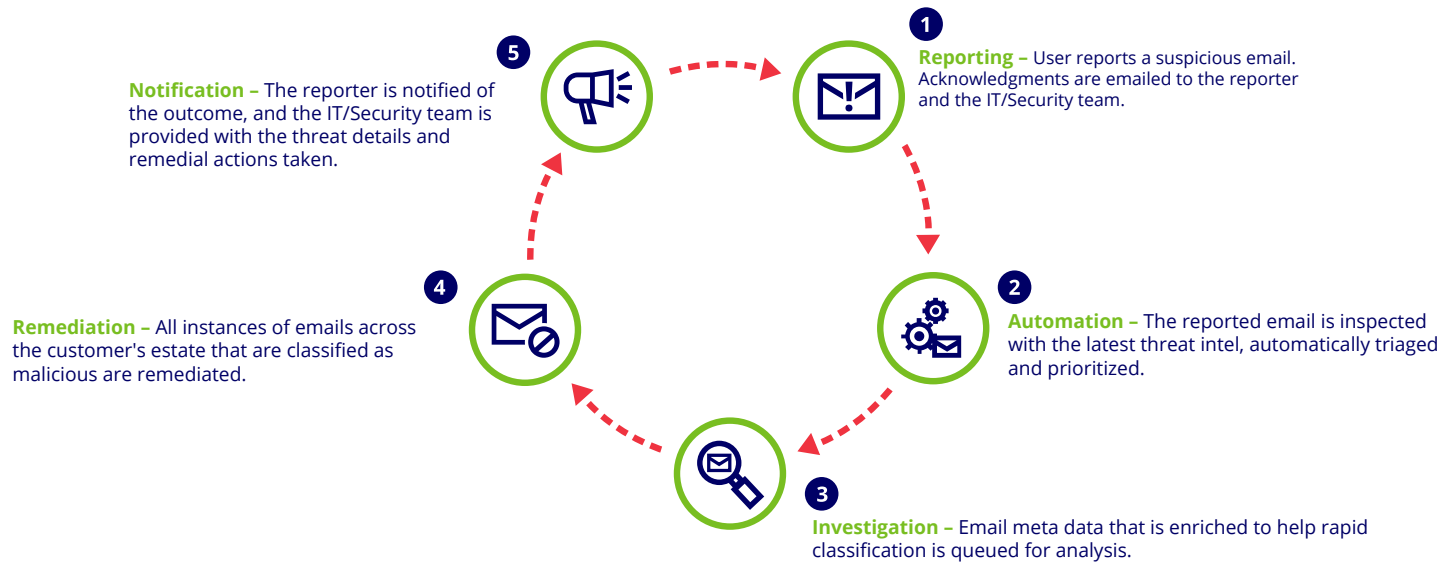 1
Reporting – User reports a suspicious email.
Acknowledgments are emailed to the reporter
and the IT/Security team.
2
Automation – The reported email is inspected
with the latest threat intel, automatically triaged
and prioritized.
3
Investigation – Email meta data that is enriched to help rapid
classification is queued for analysis.
4
Remediation – All instances of emails across
the customer's estate that are classified as
malicious are remediated.
5
Notification – The reporter is notified of
the outcome, and the IT/Security team is
provided with the threat details and
remedial actions taken.